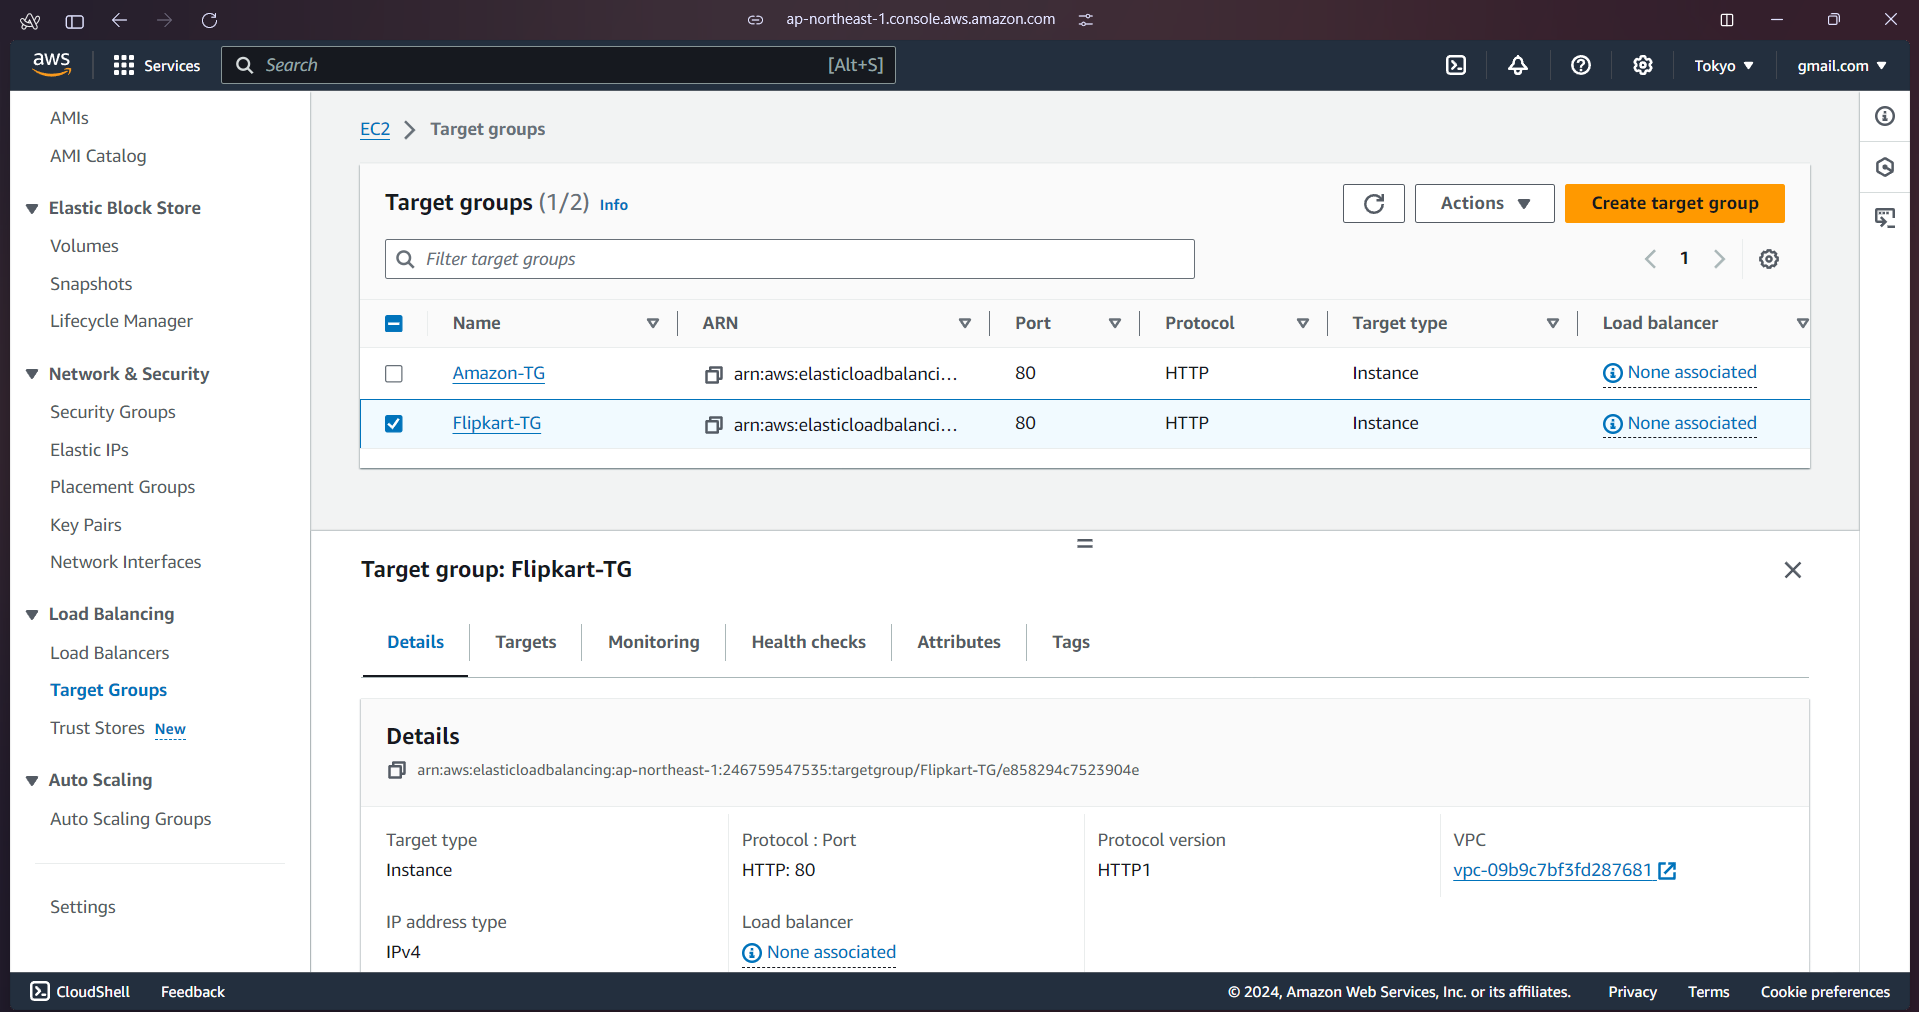 ap-northeast-1.console.aws.amazon.com
aws Services Search [Alt+S] Tokyo gmail.com
AMIs
AMI Catalog
Elastic Block Store
Volumes
Snapshots
Lifecycle Manager
Network & Security
Security Groups
Elastic IPs
Placement Groups
Key Pairs
Network Interfaces
Load Balancing
Load Balancers
Target Groups
Trust Stores New
Auto Scaling
Auto Scaling Groups
Settings
EC2 > Target groups
Target groups (1/2) Info Actions Create target group
Filter target groups 1
Name ARN Port Protocol Target type Load balancer
Amazon-TG arn:aws:elasticloadbalanci... 80 HTTP Instance None associated
Flipkart-TG arn:aws:elasticloadbalanci... 80 HTTP Instance None associated
Target group: Flipkart-TG
Details Targets Monitoring Health checks Attributes Tags
Details
arn:aws:elasticloadbalancing:ap-northeast-1:246759547535:targetgroup/Flipkart-TG/e858294c7523904e
Target type Protocol : Port Protocol version VPC
Instance HTTP: 80 HTTP1 vpc-09b9c7bf3fd287681
IP address type Load balancer
IPv4 None associated
CloudShell Feedback © 2024, Amazon Web Services, Inc. or its affiliates. Privacy Terms Cookie preferences